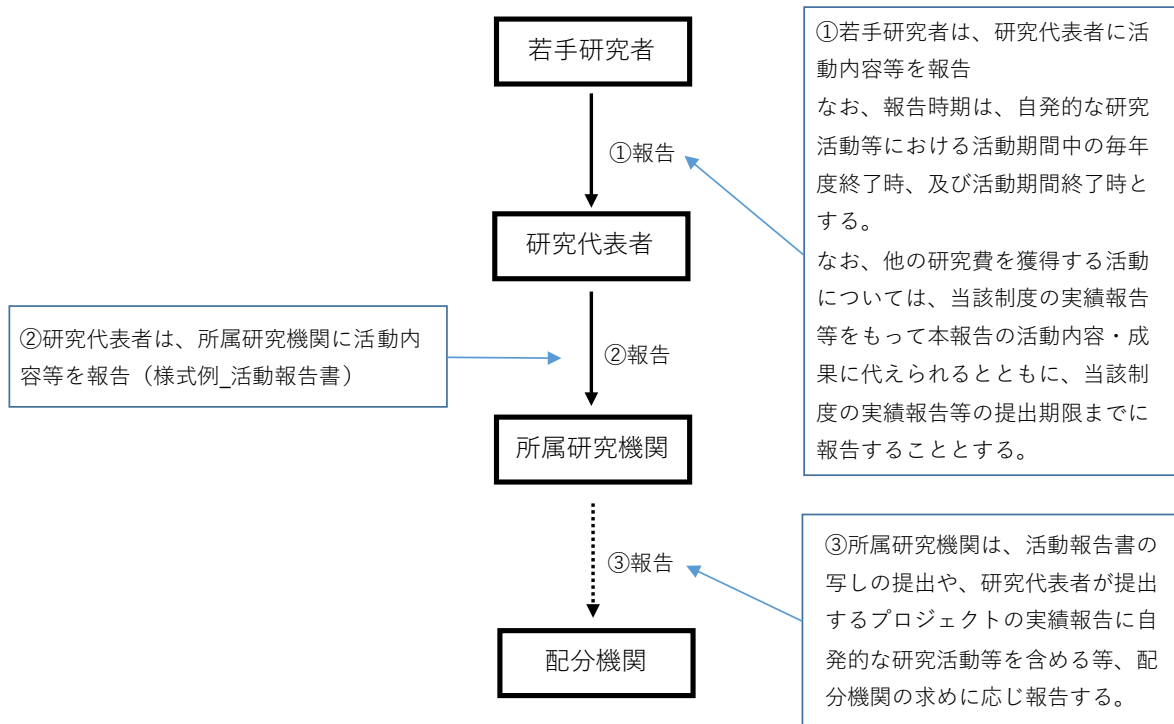 若手研究者
①報告
①若手研究者は、研究代表者に活
動内容等を報告
なお、報告時期は、自発的な研究
活動等における活動期間中の毎年
度終了時、及び活動期間終了時と
する。
なお、他の研究費を獲得する活動
については、当該制度の実績報告
等をもって本報告の活動内容・成
果に代えられるとともに、当該制
度の実績報告等の提出期限までに
報告することとする。
研究代表者
②研究代表者は、所属研究機関に活動内
容等を報告（様式例_活動報告書）
②報告
所属研究機関
③報告
③所属研究機関は、活動報告書の
写しの提出や、研究代表者が提出
するプロジェクトの実績報告に自
発的な研究活動等を含める等、配
分機関の求めに応じ報告する。
配分機関